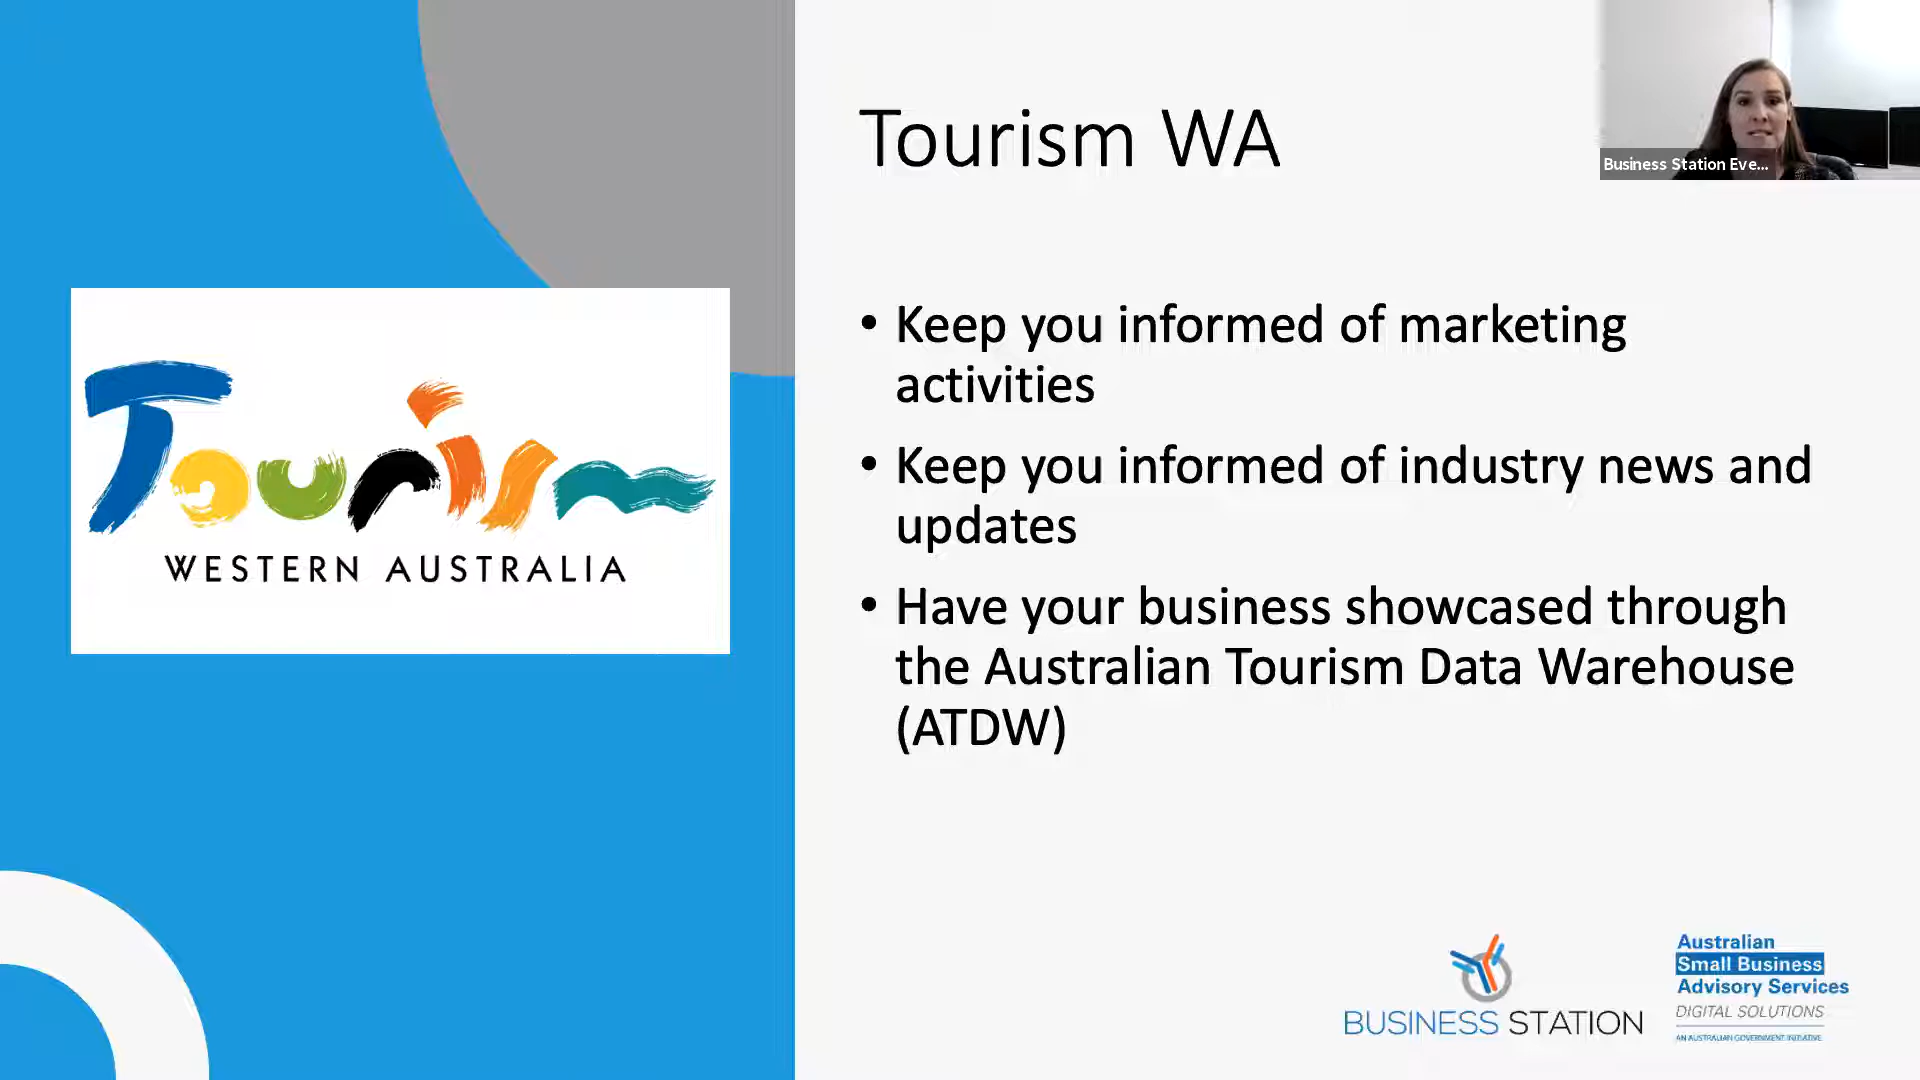 Tourism WA
Business Station Eve...
• Keep you informed of marketing
activities
• Keep you informed of industry news and
updates
• Have your business showcased through
the Australian Tourism Data Warehouse
(ATDW)
Tourism
WESTERN AUSTRALIA
BUSINESS STATION
Australian
Small Business
Advisory Services
DIGITAL SOLUTIONS
AN AUSTRALIAN GOVERNMENT INITIATIVE